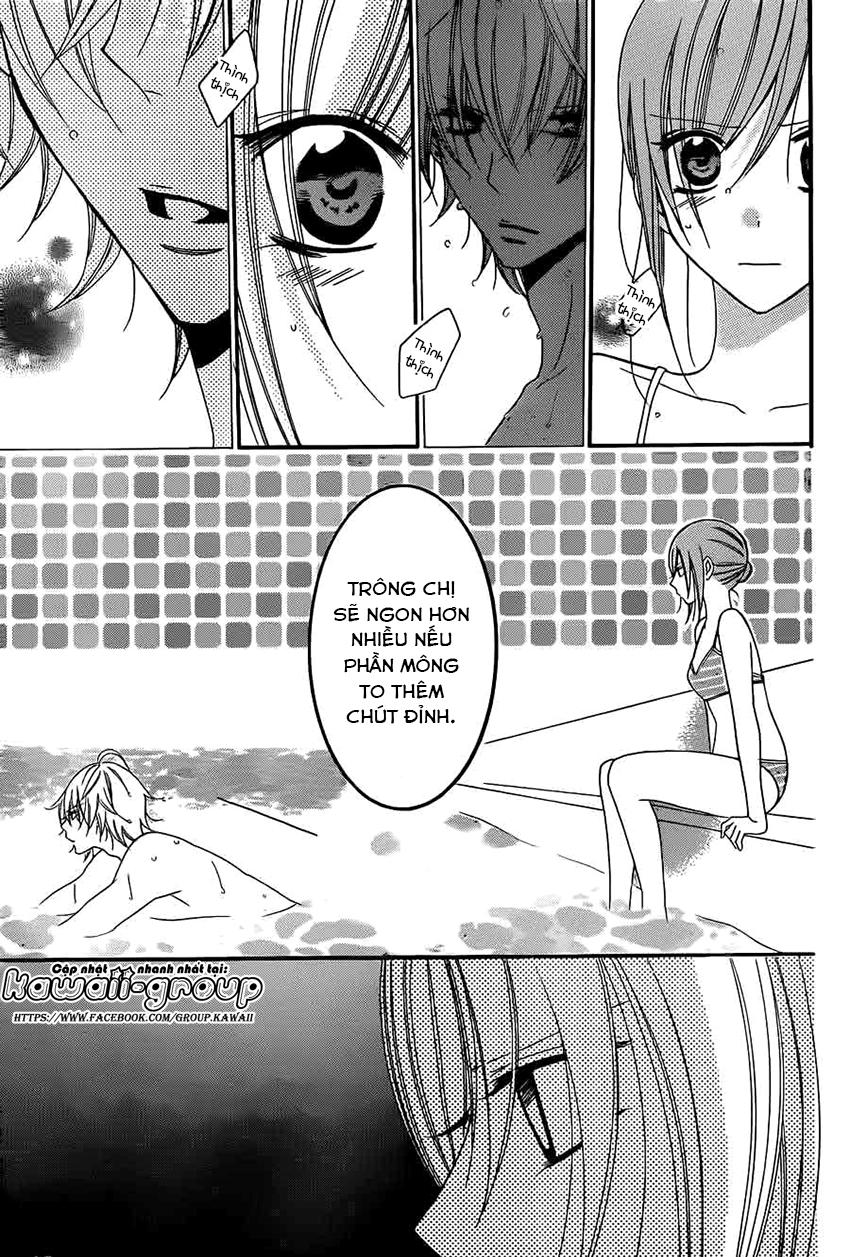 Thình
thịch
Thình
thịch
Thình
thịch
TRÔNG CHỊ
SẼ NGON HƠN
NHIỀU NẾU
PHẦN MÔNG
TO THÊM
CHÚT ĐỈNH.
Cập nhật nhanh nhất tại:
kawaii-group
HTTPS://WWW.FACEBOOK.COM/GROUP.KAWAII